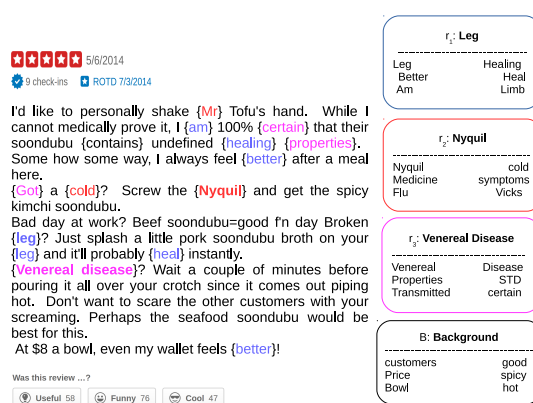 5/6/2014
9 check-ins ROTD 7/3/2014
I'd like to personally shake {Mr} Tofu's hand. While I
cannot medically prove it, I {am} 100% {certain} that their
soondubu {contains} undefined {healing} {properties}.
Some how some way, I always feel {better} after a meal
here.
{Got} a {cold}? Screw the {Nyquil} and get the spicy
kimchi soondubu.
Bad day at work? Beef soondubu=good f'n day Broken
{leg}? Just splash a little pork soondubu broth on your
{leg} and it'll probably {heal} instantly.
{Venereal disease}? Wait a couple of minutes before
pouring it all over your crotch since it comes out piping
hot. Don't want to scare the other customers with your
screaming. Perhaps the seafood soondubu would be
best for this.
At $8 a bowl, even my wallet feels {better}!
Was this review ...?
Useful 58 Funny 76 Cool 47
r1: Leg
Leg Healing
Better Heal
Am Limb
r2: Nyquil
Nyquil cold
Medicine symptoms
Flu Vicks
r3: Venereal Disease
Venereal Disease
Properties STD
Transmitted certain
B: Background
customers good
Price spicy
Bowl hot